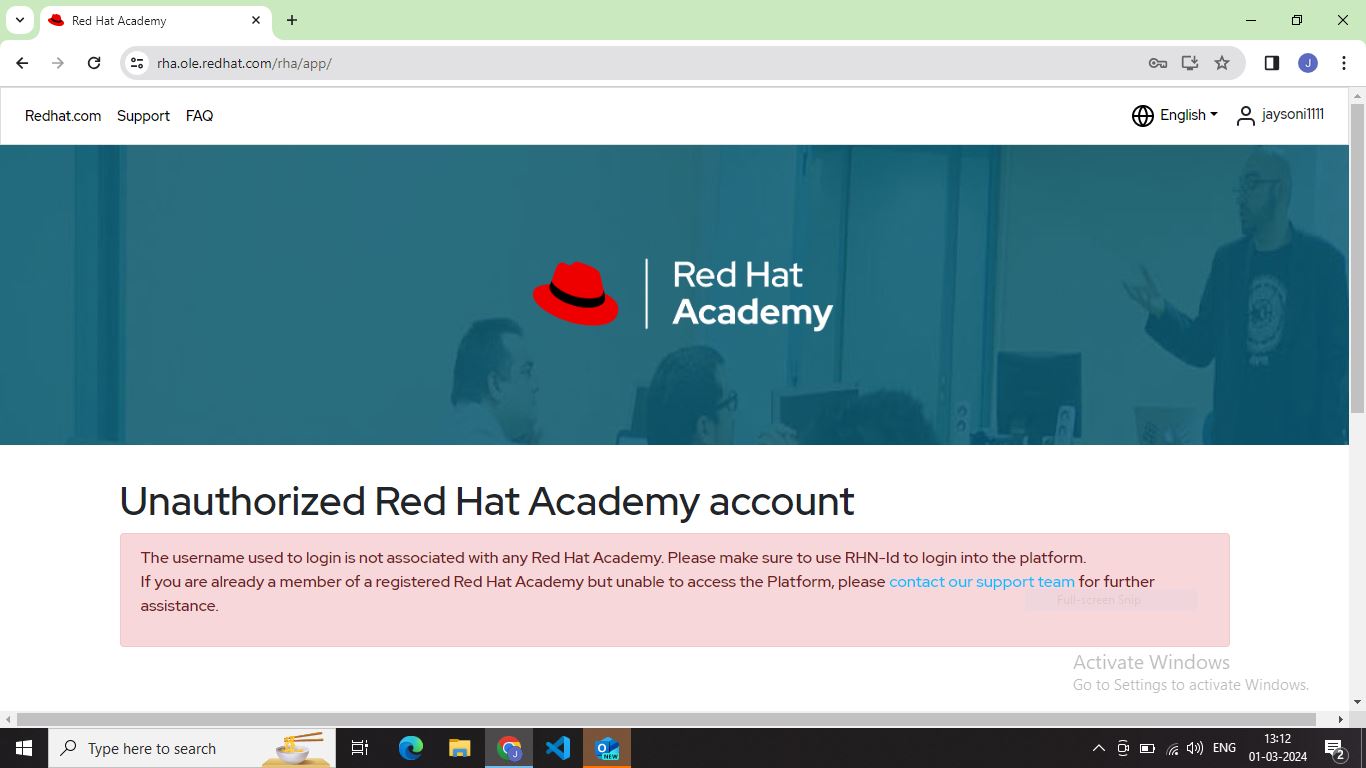 Red Hat Academy
rha.ole.redhat.com/rha/app/
J
Redhat.com Support FAQ English jaysoni1111
Red Hat
Academy
Unauthorized Red Hat Academy account
The username used to login is not associated with any Red Hat Academy. Please make sure to use RHN-Id to login into the platform.
If you are already a member of a registered Red Hat Academy but unable to access the Platform, please contact our support team for further
assistance.
Full-screen Snip
Activate Windows
Go to Settings to activate Windows.
Type here to search
J
NEW
ENG
13:12
01-03-2024
2